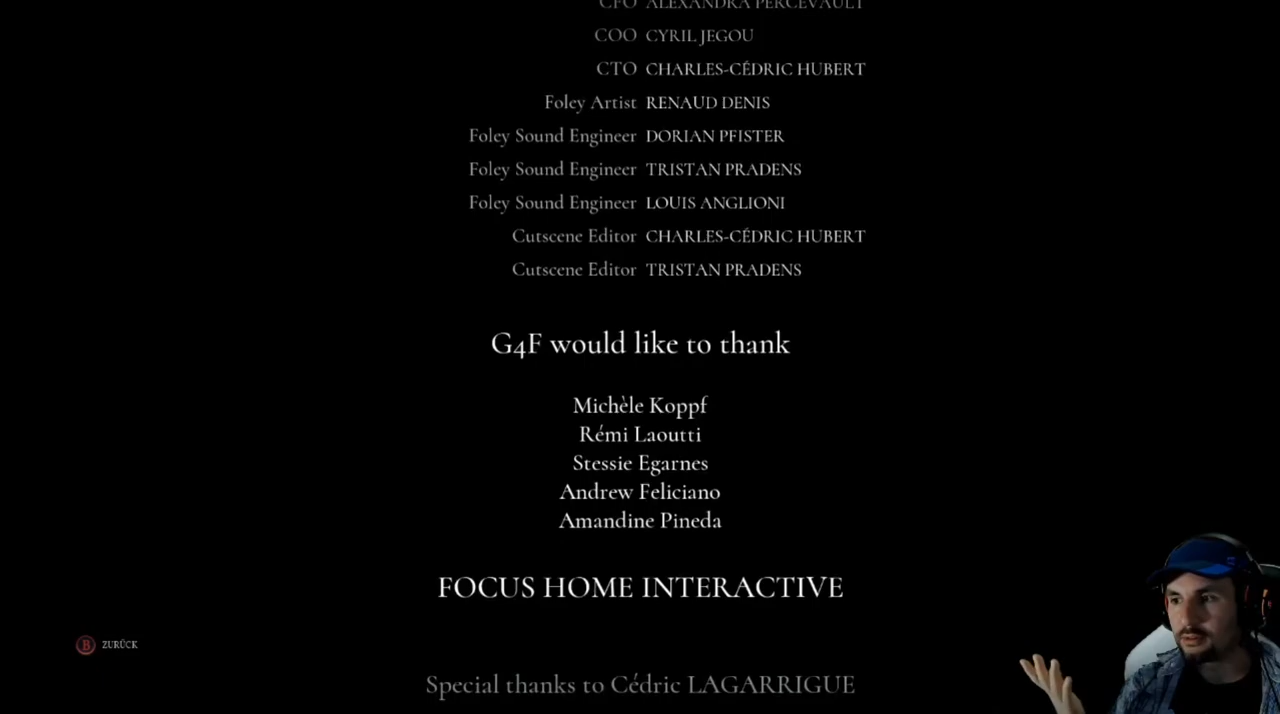 CFO ALEXANDRA PERCEVAULT
COO CYRIL JEGOU
CTO CHARLES-CÉDRIC HUBERT
Foley Artist RENAUD DENIS
Foley Sound Engineer DORIAN PFISTER
Foley Sound Engineer TRISTAN PRADENS
Foley Sound Engineer LOUIS ANGLIONI
Cutscene Editor CHARLES-CÉDRIC HUBERT
Cutscene Editor TRISTAN PRADENS
G4F would like to thank
Michèle Koppf
Rémi Laoutti
Stessie Egarnes
Andrew Feliciano
Amandine Pineda
FOCUS HOME INTERACTIVE
B ZURÜCK
Special thanks to Cédric LAGARRIGUE